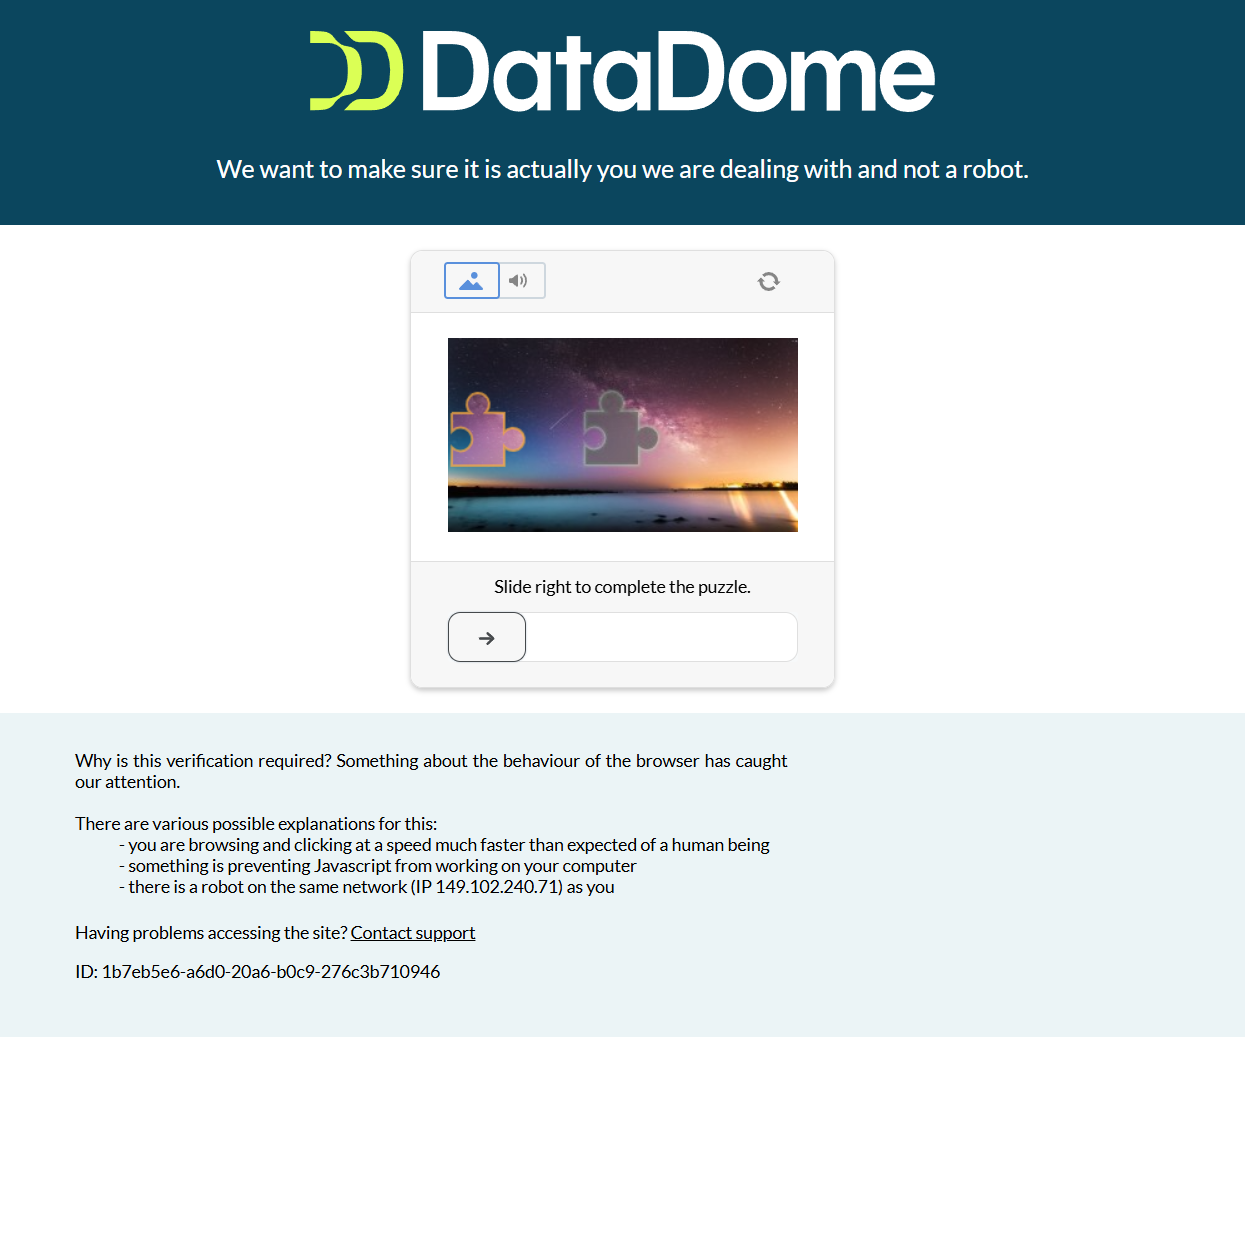 DataDome
We want to make sure it is actually you we are dealing with and not a robot.
Slide right to complete the puzzle.
Why is this verification required? Something about the behaviour of the browser has caught
our attention.
There are various possible explanations for this:
- you are browsing and clicking at a speed much faster than expected of a human being
- something is preventing Javascript from working on your computer
- there is a robot on the same network (IP 149.102.240.71) as you
Having problems accessing the site? Contact support
ID: 1b7eb5e6-a6d0-20a6-b0c9-276c3b710946